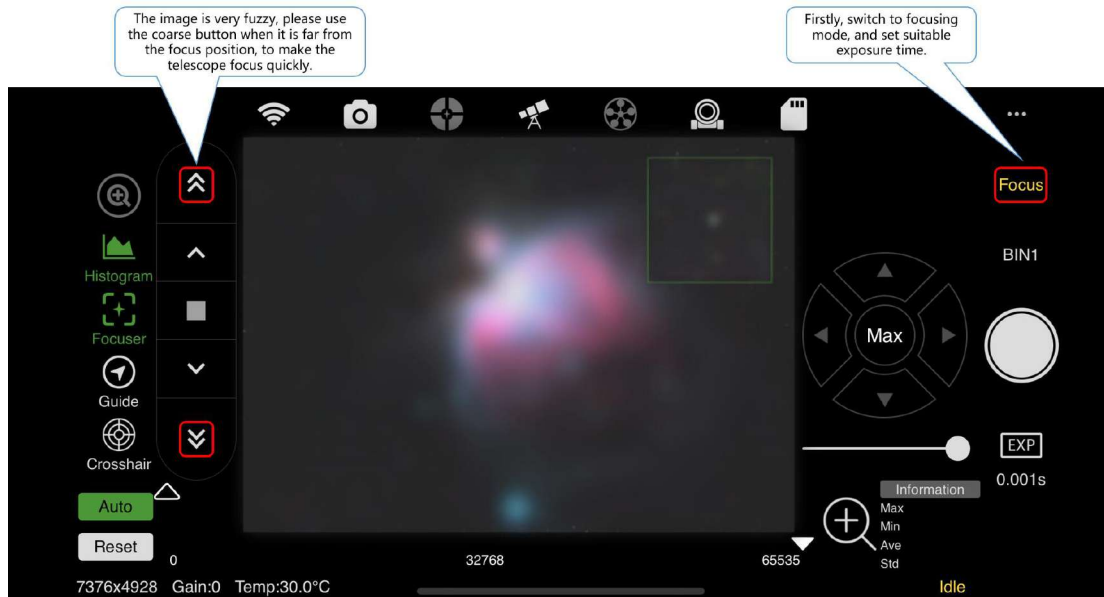 The image is very fuzzy, please use
the coarse button when it is far from
the focus position, to make the
telescope focus quickly.
Firstly, switch to focusing
mode, and set suitable
exposure time.
Focus
Histogram
BIN1
Focuser
Max
Guide
Crosshair
EXP
0.001s
Information
Auto
Max
Min
Reset
Ave
0
32768
65535
Std
7376x4928 Gain:0 Temp:30.0°C
Idle